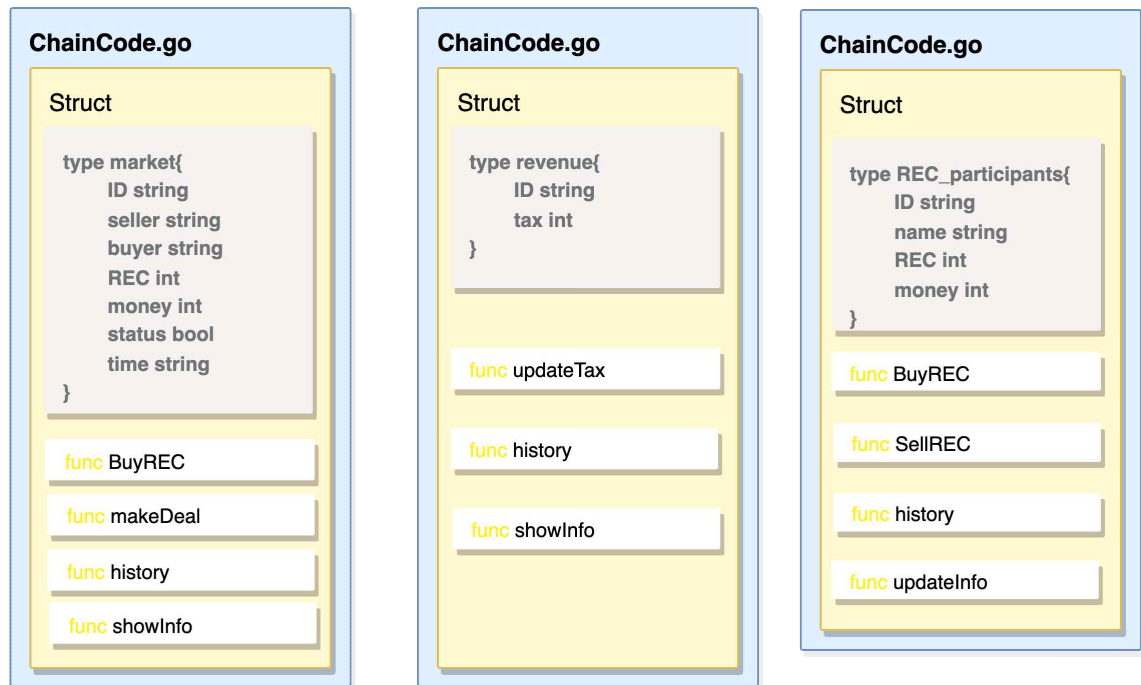 ChainCode.go
Struct
type market{
ID string
seller string
buyer string
REC int
money int
status bool
time string
}
func BuyREC
func makeDeal
func history
func showInfo
ChainCode.go
Struct
type revenue{
ID string
tax int
}
func updateTax
func history
func showInfo
ChainCode.go
Struct
type REC_participants{
ID string
name string
REC int
money int
}
func BuyREC
func SellREC
func history
func updateInfo